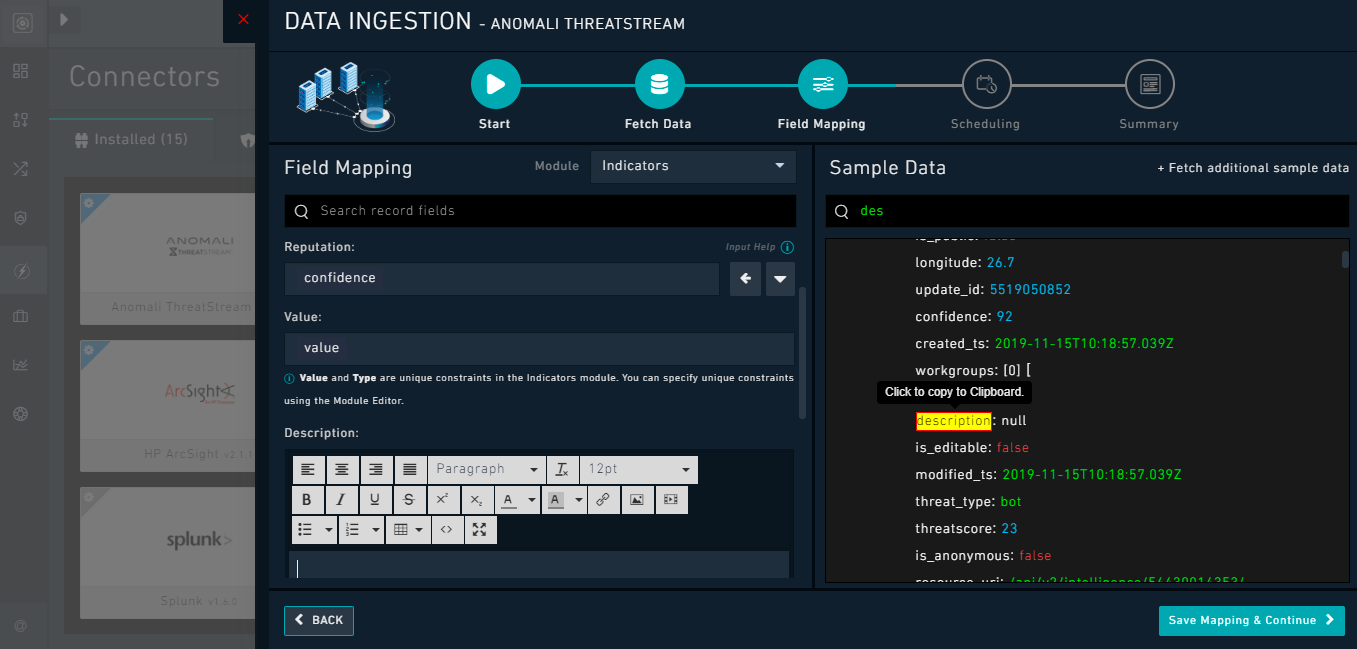 DATA INGESTION - ANOMALI THREATSTREAM
Connectors
Installed (15)
ANOMALI
THREATSTREAM
Anomali ThreatStream
ArcSight
HP ArcSight v2.1.1
splunk>
Splunk v1.6.0
Start
Fetch Data
Field Mapping
Scheduling
Summary
Field Mapping
Module
Indicators
Search record fields
Reputation:
Input Help
confidence
Value:
value
Value and Type are unique constraints in the Indicators module. You can specify unique constraints
using the Module Editor.
Description:
Paragraph
12pt
BACK
Sample Data
+ Fetch additional sample data
des
longitude: 26.7
update_id: 5519050852
confidence: 92
created_ts: 2019-11-15T10:18:57.039Z
workgroups: [0] [
Click to copy to Clipboard.
description: null
is_editable: false
modified_ts: 2019-11-15T10:18:57.039Z
threat_type: bot
threatscore: 23
is_anonymous: false
Save Mapping & Continue